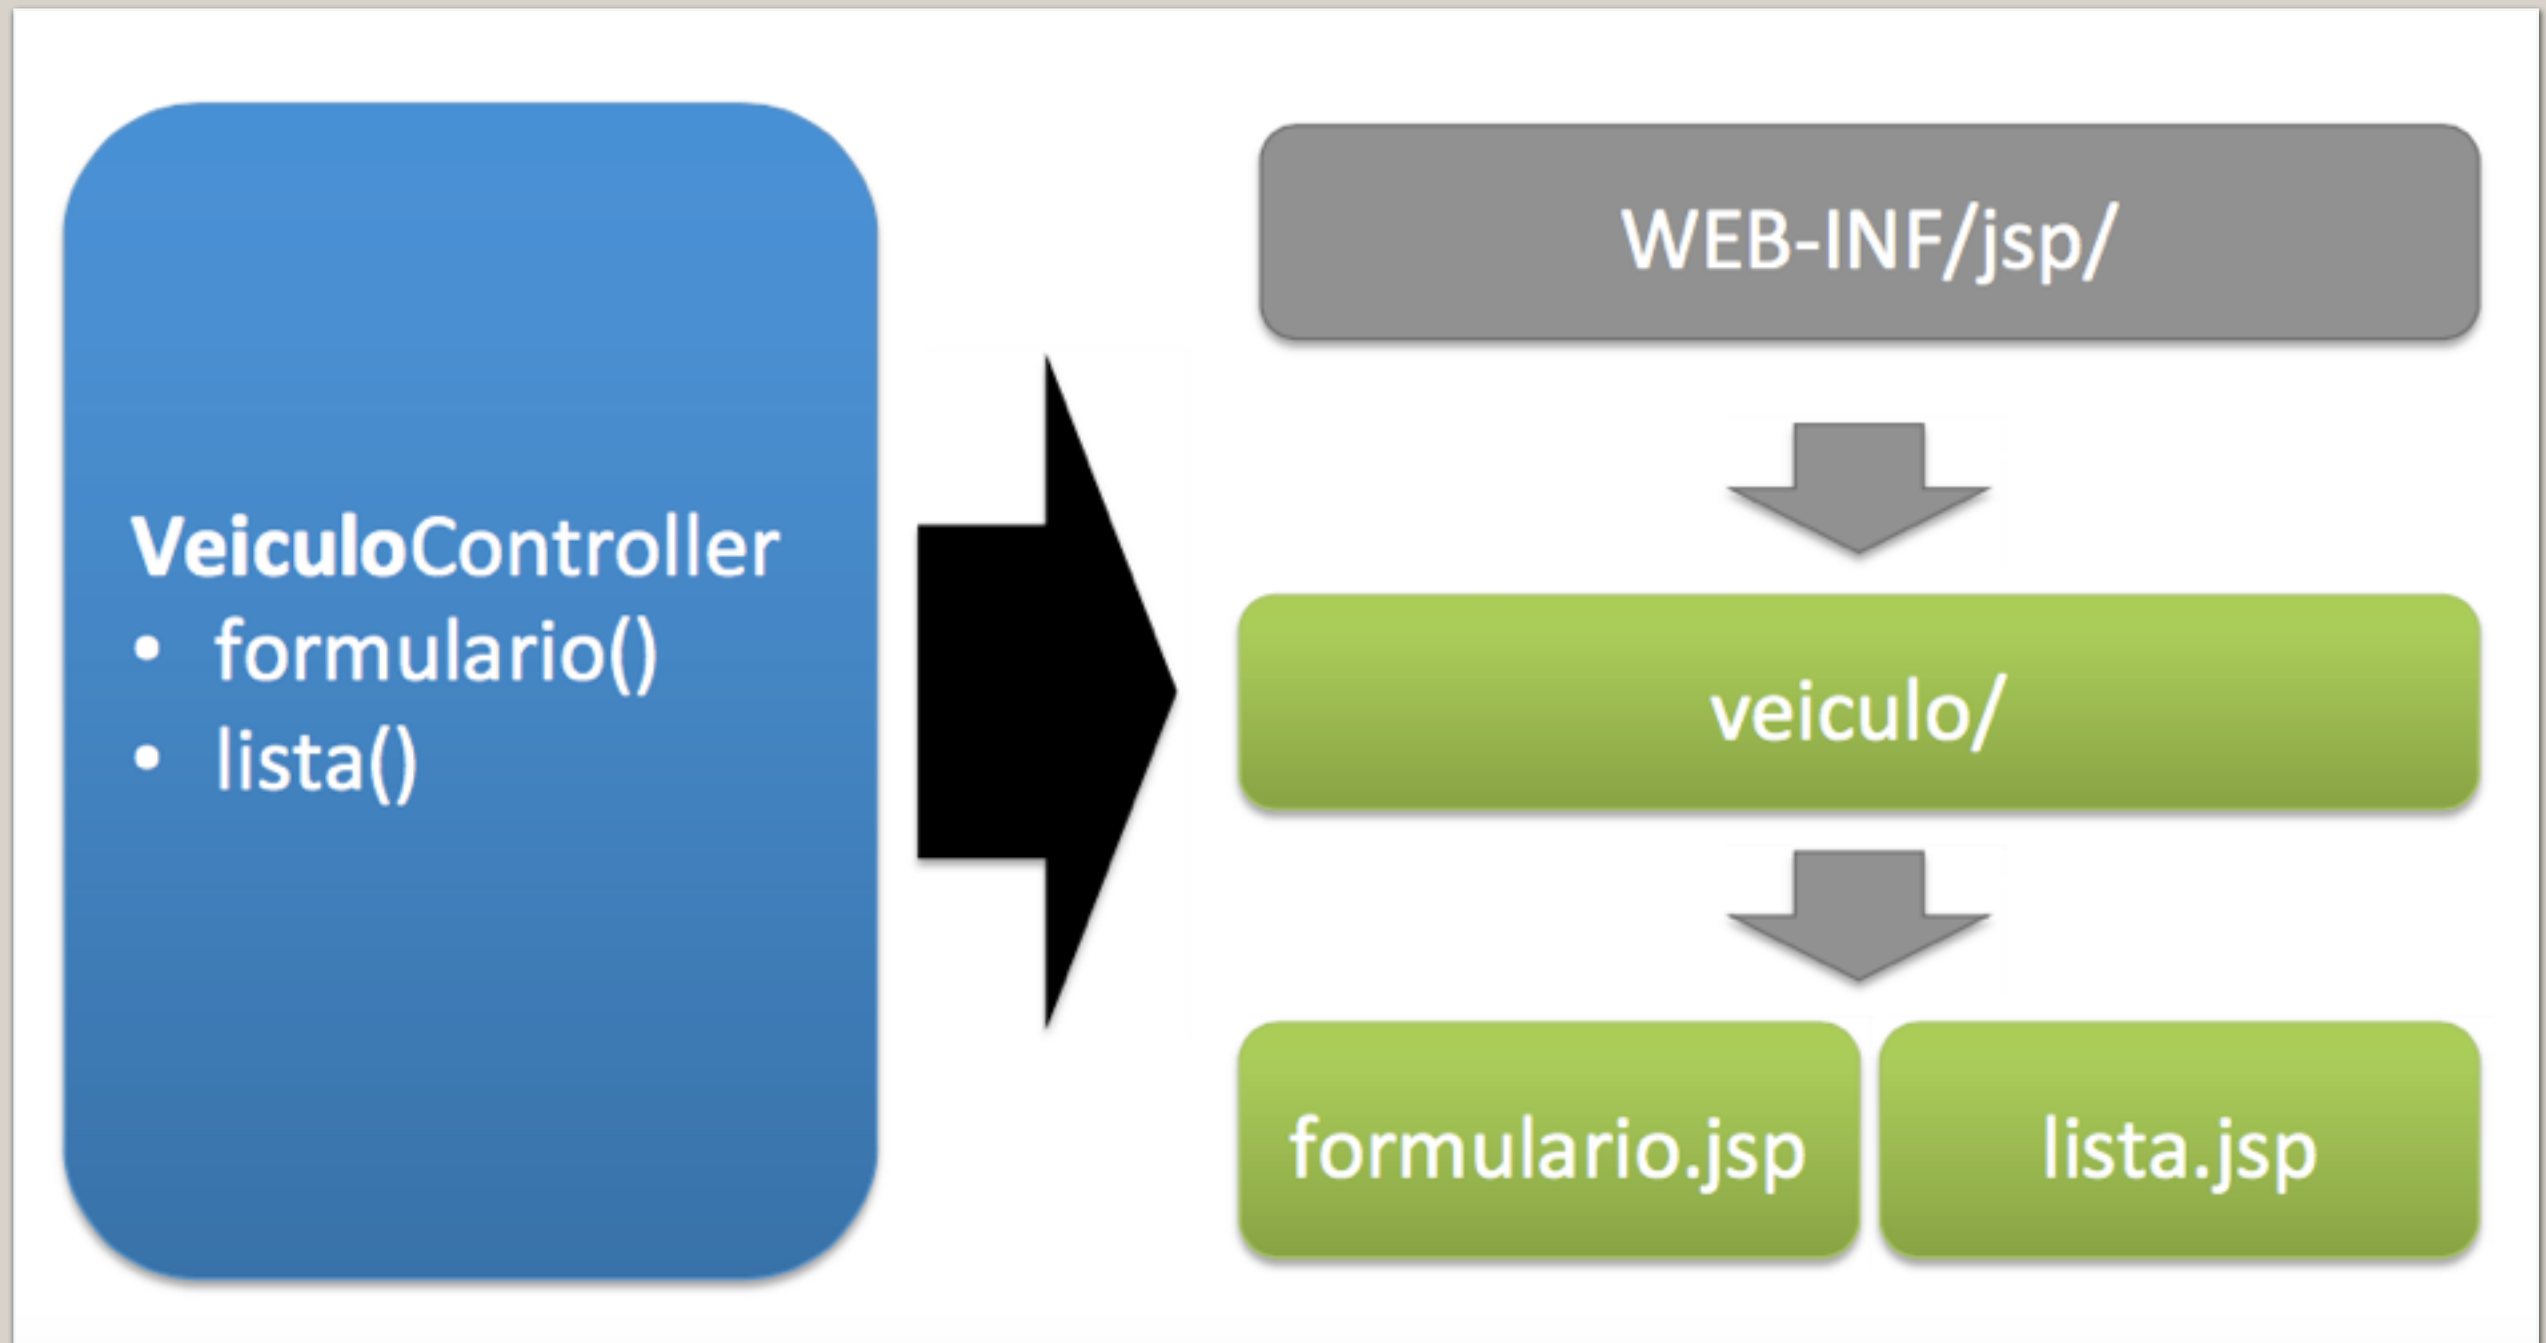 VeiculoController
• formulario()
• lista()
WEB-INF/jsp/
veiculo/
formulario.jsp
lista.jsp